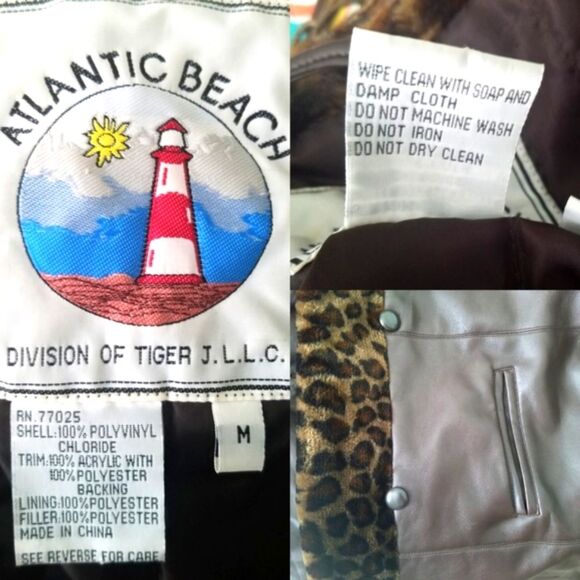 ATLANTIC BEACH
DIVISION OF TIGER J.L.L.C.
RN.77025
SHELL:100% POLYVINYL
CHLORIDE
TRIM:100% ACRYLIC WITH
100% POLYESTER
BACKING
LINING:100% POLYESTER
FILLER:100% POLYESTER
MADE IN CHINA
SEE REVERSE FOR CARE
M
WIPE CLEAN WITH SOAP AND
DAMP CLOTH
DO NOT MACHINE WASH
DO NOT IRON
DO NOT DRY CLEAN